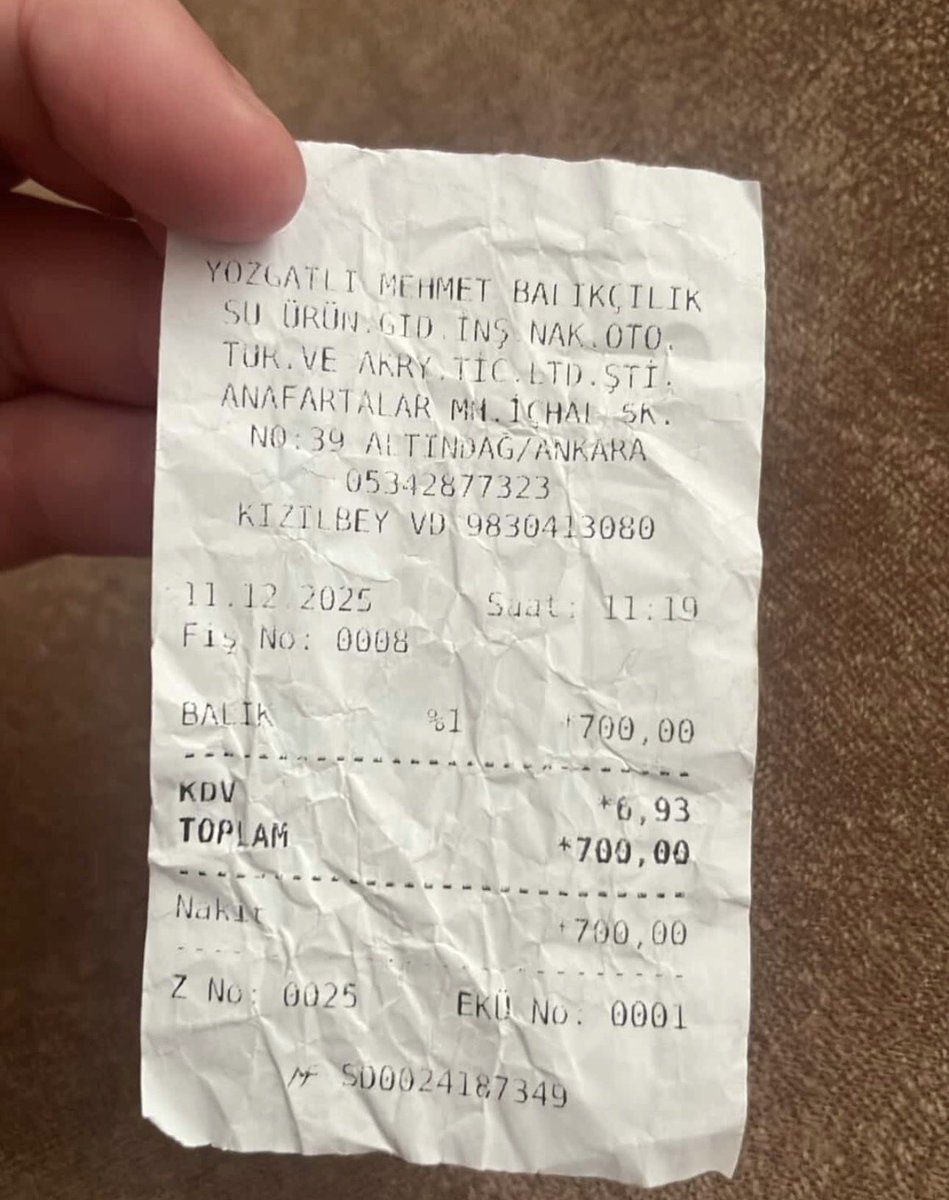 YOZGATLI MEHMET BALIKÇILIK
SU ÜRÜN.GID.İNŞ.NAK.OTO.
TUR.VE AKRY.TİC.LTD.ŞTİ.
ANAFARTALAR MH.İÇHAL SK.
NO:39 ALTINDAĞ/ANKARA
05342877323
KIZILBEY VD 9830413080
11.12.2025 Saat: 11:19
Fiş No: 0008
BALIK %1 *700,00
KDV *6,93
TOPLAM *700,00
Nakit *700,00
Z No: 0025 EKÜ No: 0001
MF SD0024187349